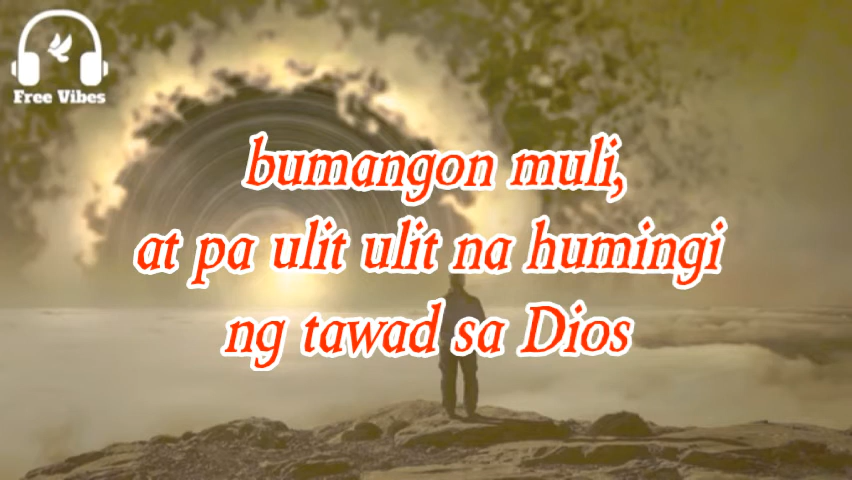 Free Vibes
bumangon muli,
at pa ulit ulit na humingi
ng tawad sa Dios